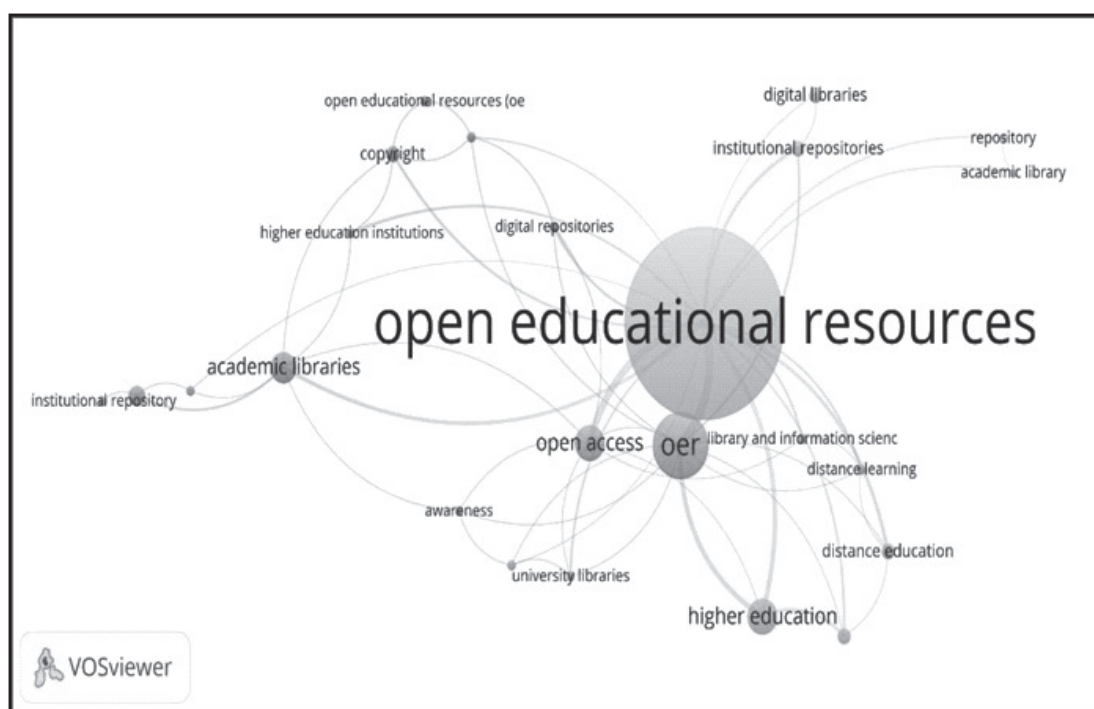 digital libraries
open educational resources (oe
repository
institutional repositories
copyright
academic library
digital repositories
higher education institutions
open educational resources
academic libraries
institutional repository
open access
oer
library and information scienc
distance learning
awareness
distance education
university libraries
higher education
VOSviewer